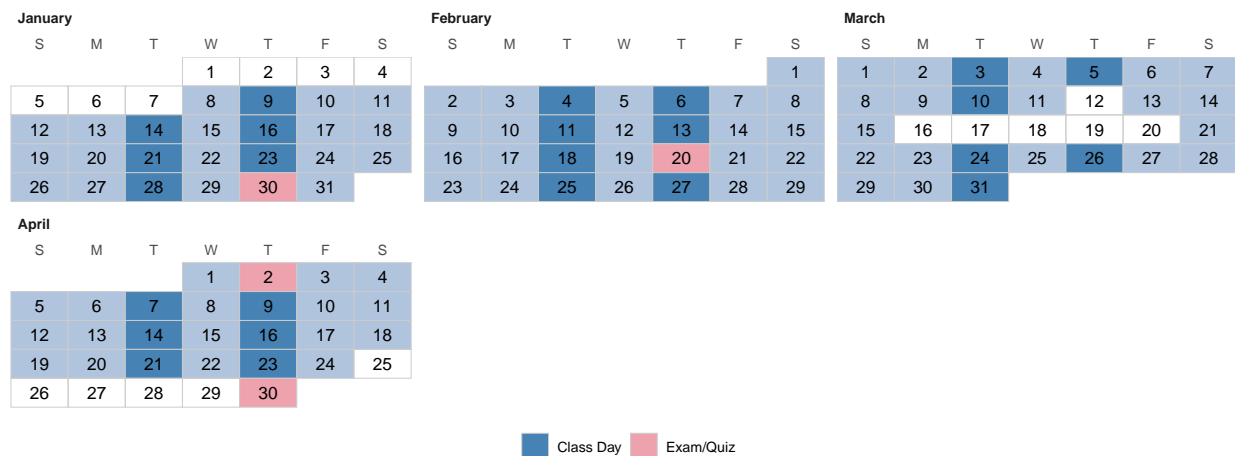 January February March
S M T W T F S S M T W T F S S M T W T F S
1 2 3 4 1 1 2 3 4 5 6 7
5 6 7 8 9 10 11 2 3 4 5 6 7 8 8 9 10 11 12 13 14
12 13 14 15 16 17 18 9 10 11 12 13 14 15 15 16 17 18 19 20 21
19 20 21 22 23 24 25 16 17 18 19 20 21 22 22 23 24 25 26 27 28
26 27 28 29 30 31 23 24 25 26 27 28 29 29 30 31
April
S M T W T F S
1 2 3 4
5 6 7 8 9 10 11
12 13 14 15 16 17 18
19 20 21 22 23 24 25
26 27 28 29 30
Class Day Exam/Quiz